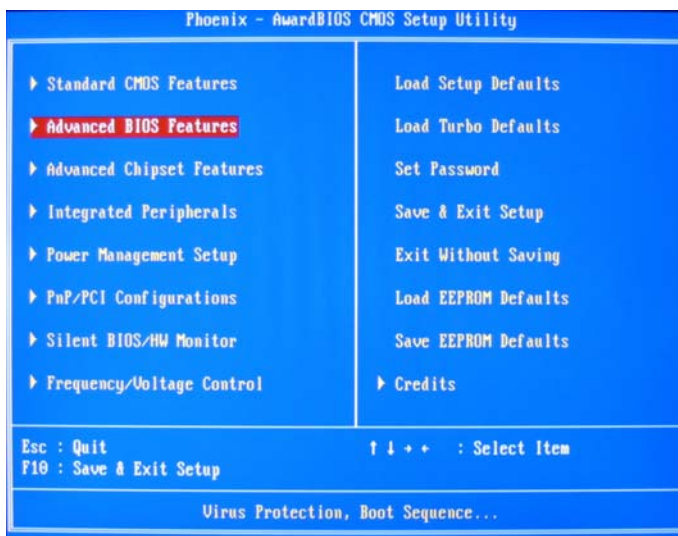 Phoenix - AwardBIOS CMOS Setup Utility
Standard CMOS Features
Advanced BIOS Features
Advanced Chipset Features
Integrated Peripherals
Power Management Setup
PnP/PCI Configurations
Silent BIOS/HW Monitor
Frequency/Voltage Control
Load Setup Defaults
Load Turbo Defaults
Set Password
Save & Exit Setup
Exit Without Saving
Load EEPROM Defaults
Save EEPROM Defaults
Credits
Esc : Quit
F10 : Save & Exit Setup
↑ ↓ → ← : Select Item
Virus Protection, Boot Sequence...